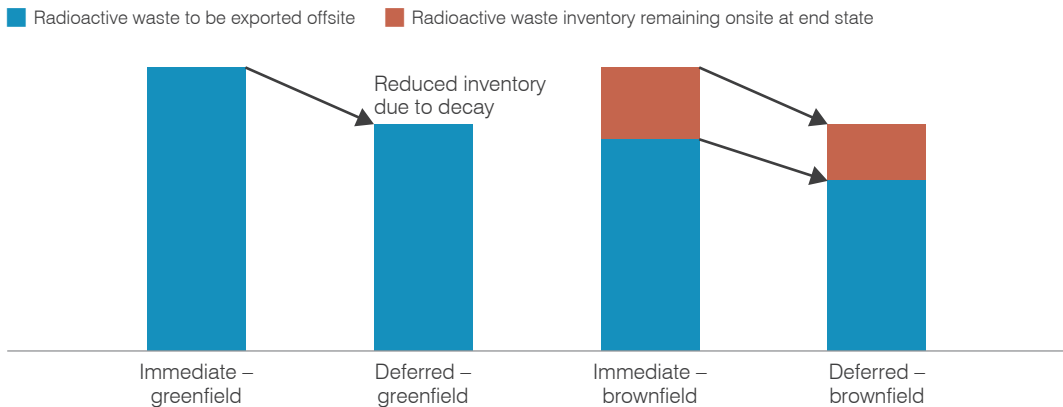 Radioactive waste to be exported offsite
Radioactive waste inventory remaining onsite at end state
Reduced inventory
due to decay
Immediate –
greenfield
Deferred –
greenfield
Immediate –
brownfield
Deferred –
brownfield